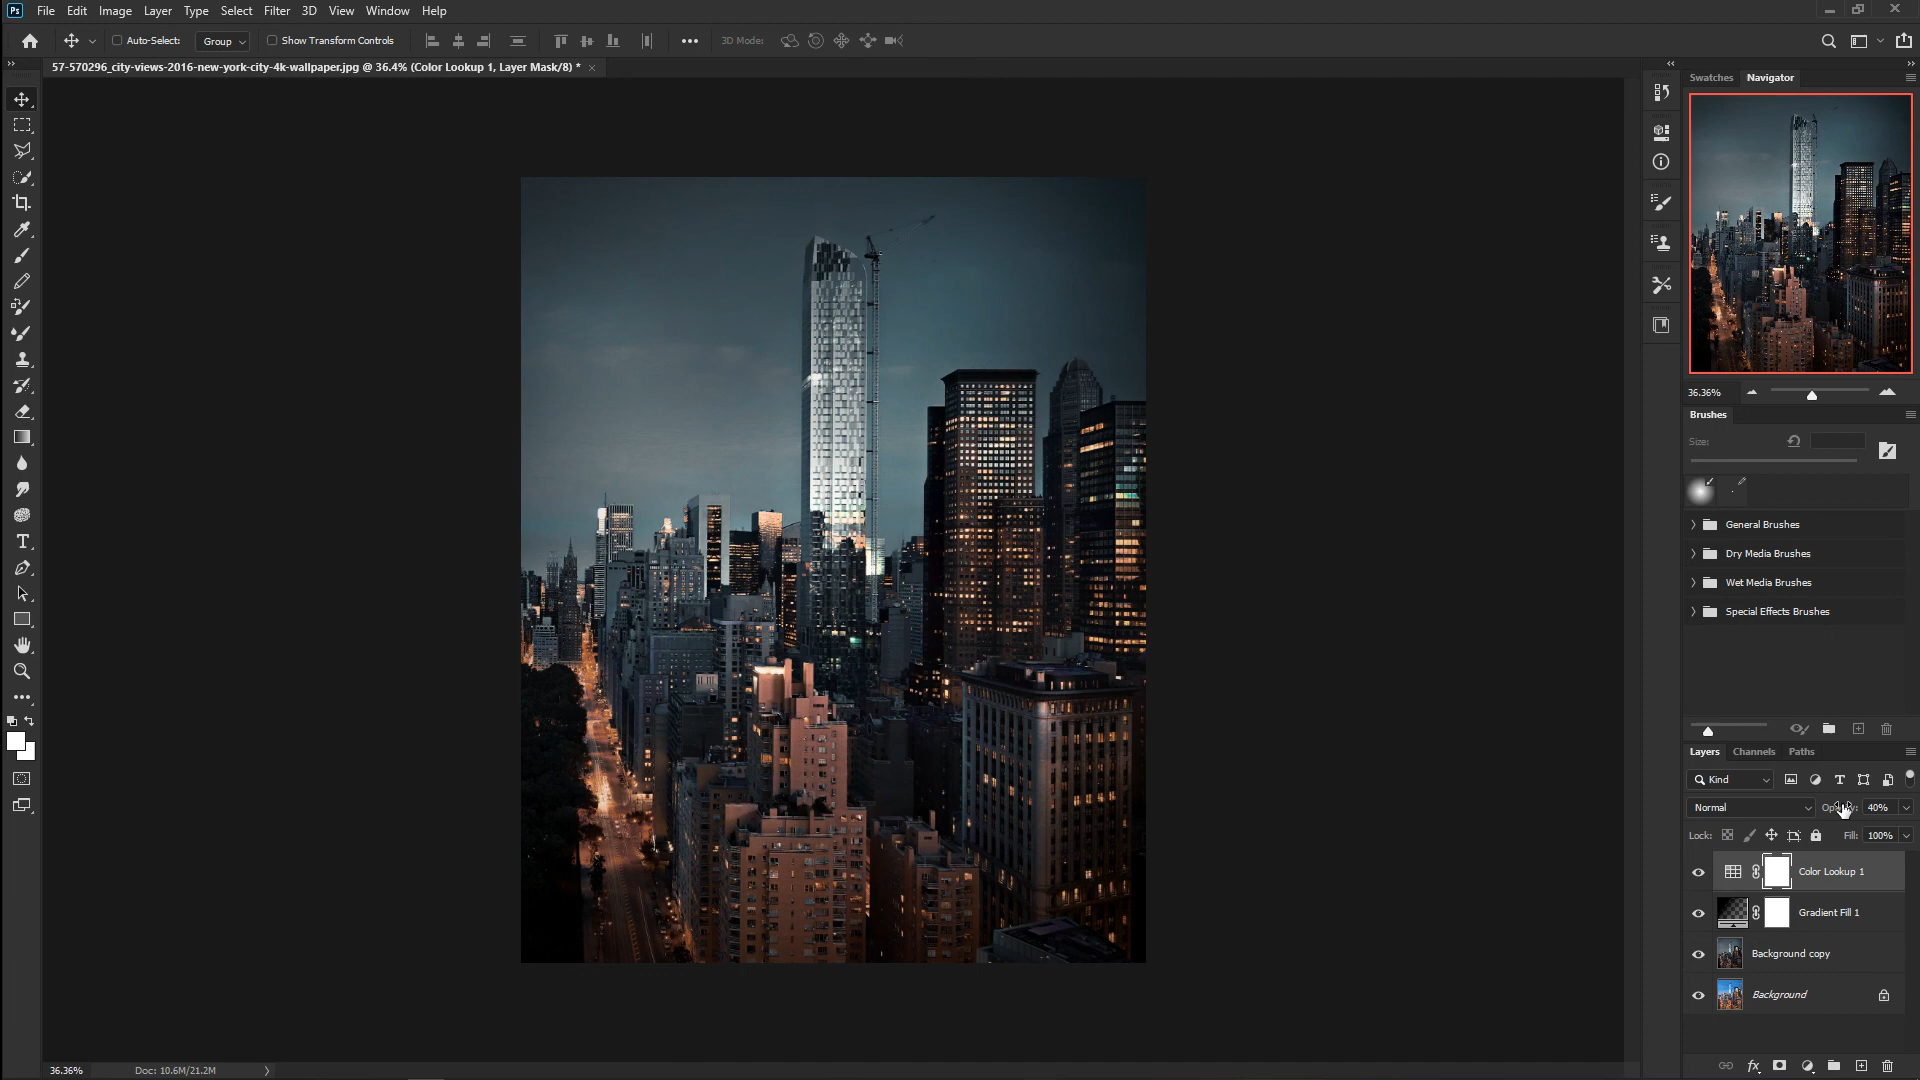 Ps File Edit Image Layer Type Select Filter 3D View Window Help
Auto-Select: Group Show Transform Controls 3D Mode:
57-570296_city-views-2016-new-york-city-4k-wallpaper.jpg @ 36.4% (Color Lookup 1, Layer Mask/8) *
Swatches Navigator
36.36%
Brushes
Size:
General Brushes
Dry Media Brushes
Wet Media Brushes
Special Effects Brushes
Layers Channels Paths
Kind
Normal 40%
Lock: Fill: 100%
Color Lookup 1
Gradient Fill 1
Background copy
Background
36.36% Doc: 10.6M/21.2M